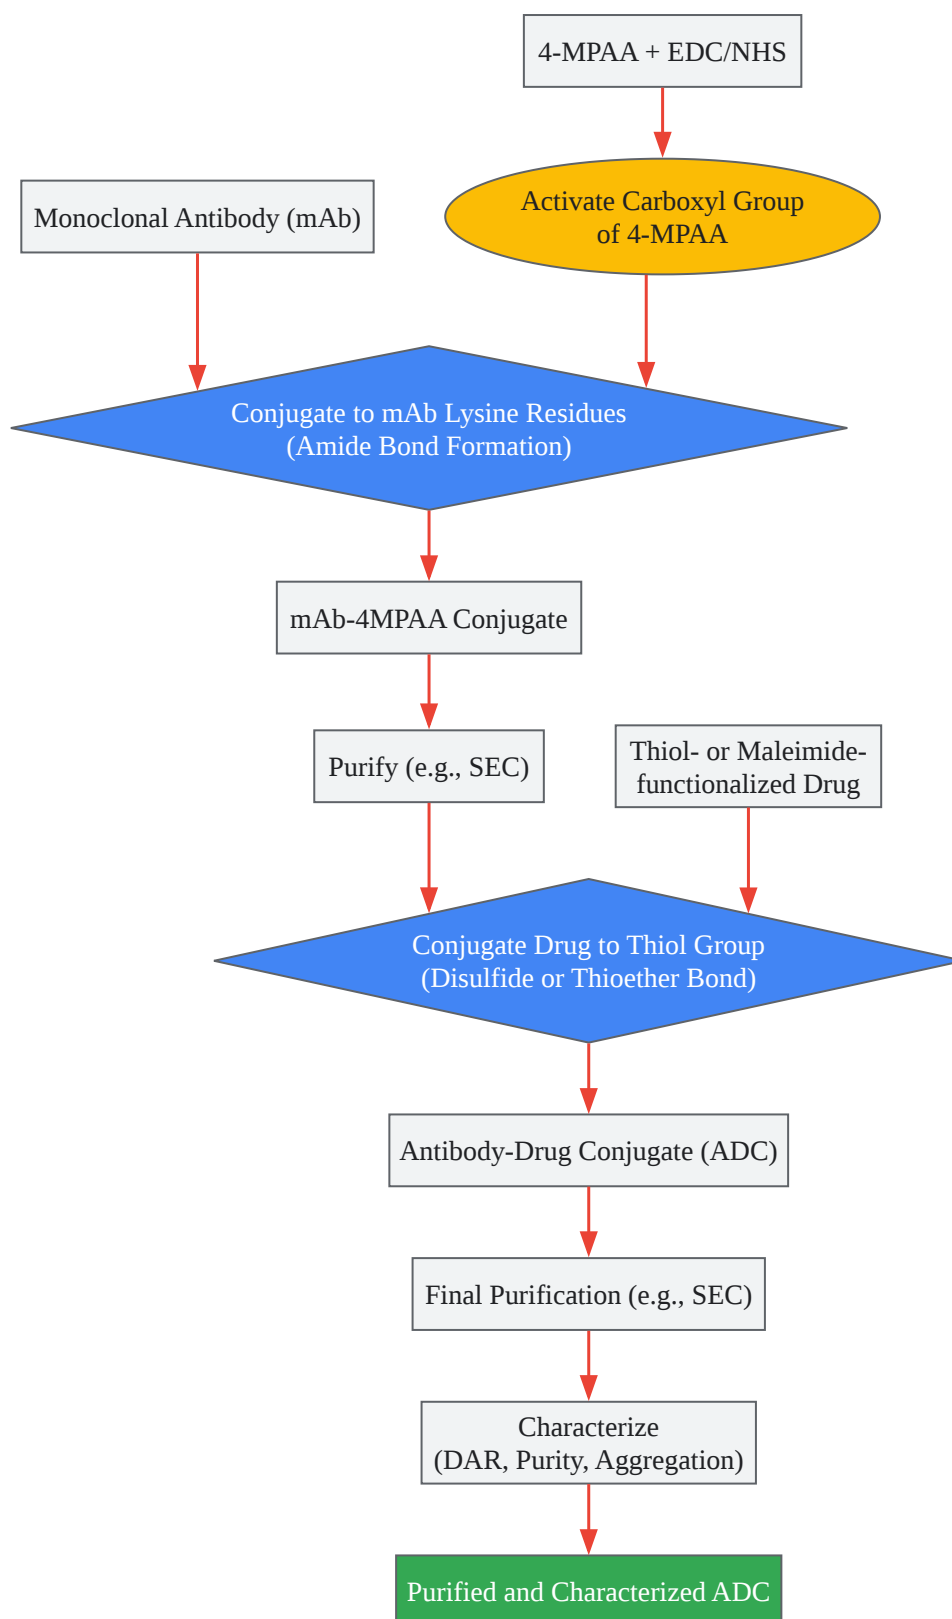 4-MPAA + EDC/NHS
Activate Carboxyl Group
of 4-MPAA
Monoclonal Antibody (mAb)
Conjugate to mAb Lysine Residues
(Amide Bond Formation)
mAb-4MPAA Conjugate
Purify (e.g., SEC)
Thiol- or Maleimide-
functionalized Drug
Conjugate Drug to Thiol Group
(Disulfide or Thioether Bond)
Antibody-Drug Conjugate (ADC)
Final Purification (e.g., SEC)
Characterize
(DAR, Purity, Aggregation)
Purified and Characterized ADC